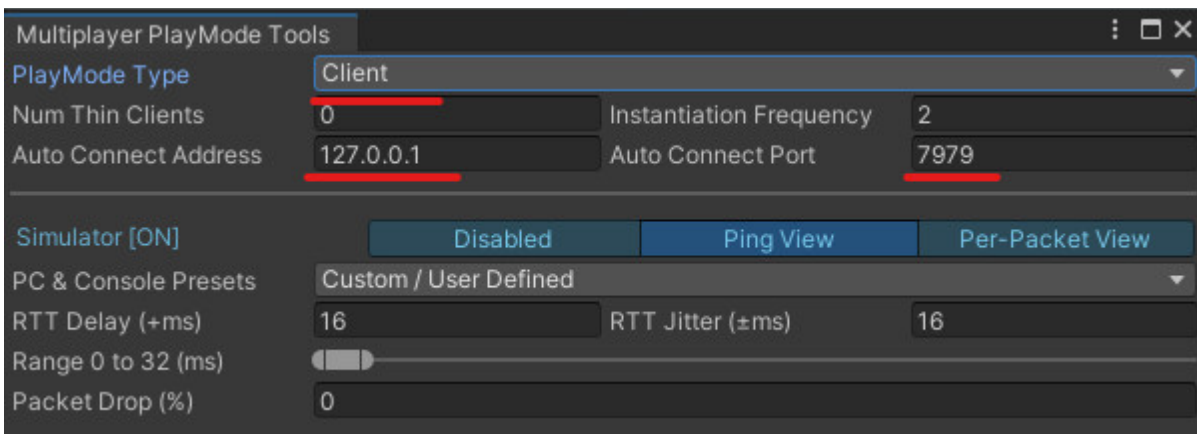 Multiplayer PlayMode Tools
PlayMode Type Client
Num Thin Clients 0 Instantiation Frequency 2
Auto Connect Address 127.0.0.1 Auto Connect Port 7979
Simulator [ON] Disabled Ping View Per-Packet View
PC & Console Presets Custom / User Defined
RTT Delay (+ms) 16 RTT Jitter (±ms) 16
Range 0 to 32 (ms)
Packet Drop (%) 0